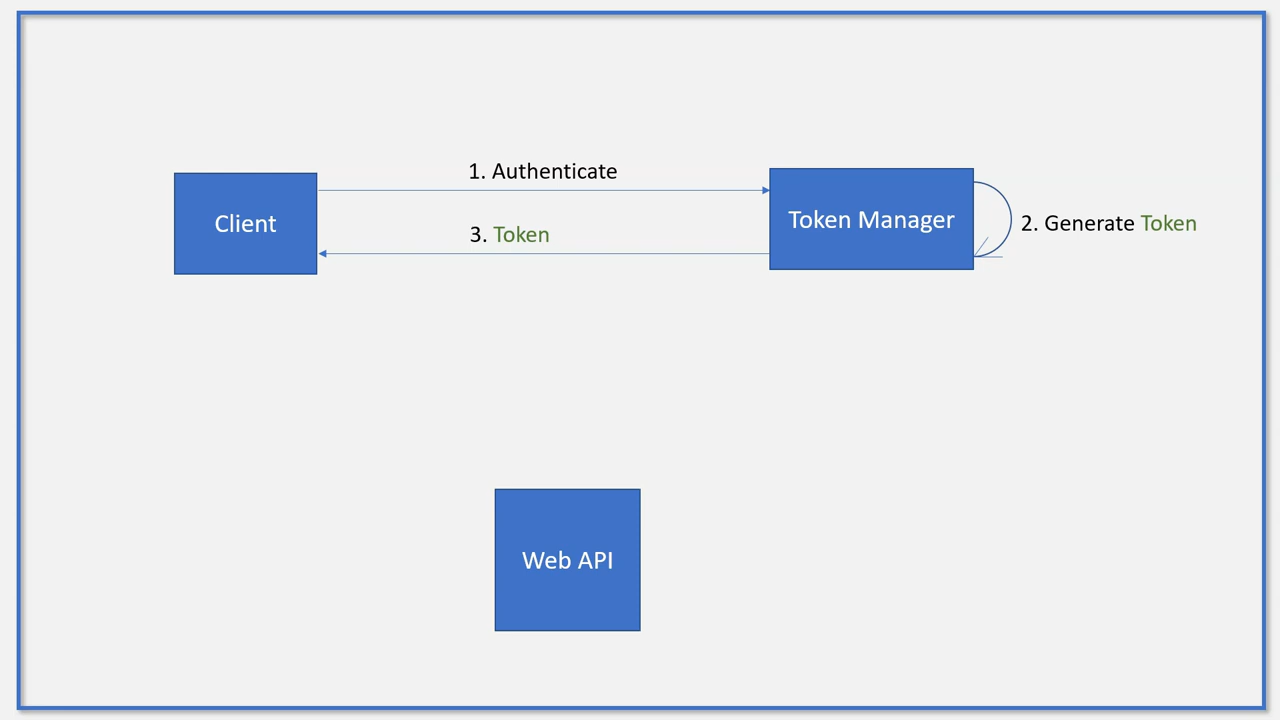 1. Authenticate
Client
Token Manager
2. Generate Token
3. Token
Web API